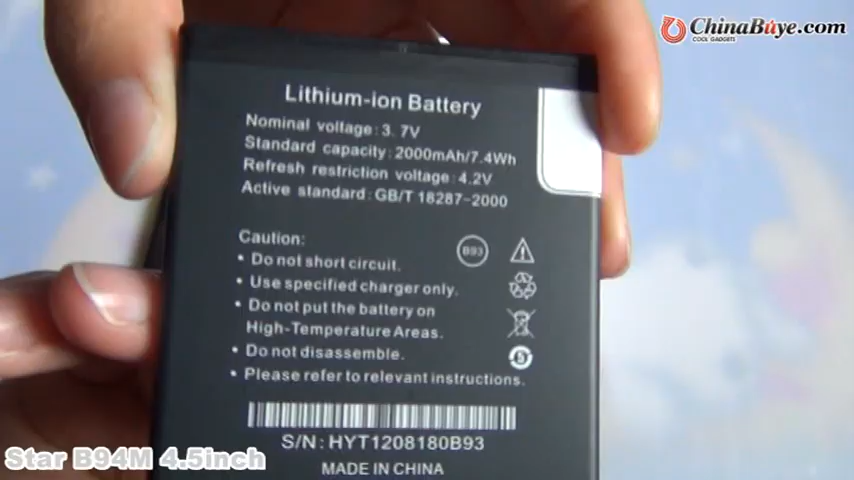 ChinaBuye.com
COOL GADGETS
Lithium-ion Battery
Nominal voltage: 3. 7V
Standard capacity: 2000mAh/7.4Wh
Refresh restriction voltage: 4.2V
Active standard: GB/T 18287-2000
Caution:
B93
• Do not short circuit.
• Use specified charger only.
• Do not put the battery on
High-Temperature Areas.
• Do not disassemble.
5
• Please refer to relevant instructions.
S/N: HYT1208180B93
MADE IN CHINA
Star B94M 4.5inch